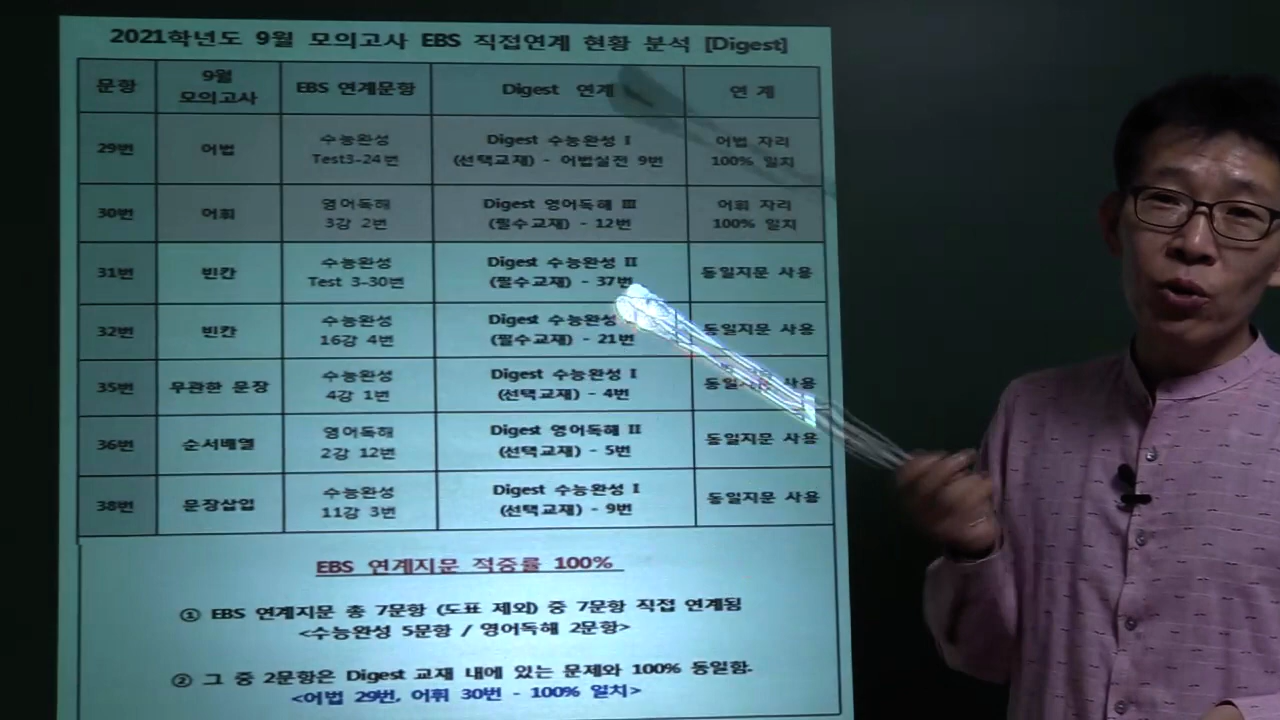 2021학년도 9월 모의고사 EBS 직접연계 현황 분석 [Digest]
문항 9월 모의고사 EBS 연계문항 Digest 연계 연 계
29번 어법 수능완성 Test3-24번 Digest 수능완성 I (선택교재) - 어법실전 9번 어법 자리 100% 일치
30번 어휘 영어독해 3강 2번 Digest 영어독해 III (필수교재) - 12번 어휘 자리 100% 일치
31번 빈칸 수능완성 Test 3-30번 Digest 수능완성 II (필수교재) - 37번 동일지문 사용
32번 빈칸 수능완성 16강 4번 Digest 수능완성 (필수교재) - 21번 동일지문 사용
35번 무관한 문장 수능완성 4강 1번 Digest 수능완성 I (선택교재) - 4번 동일지문 사용
36번 순서배열 영어독해 2강 12번 Digest 영어독해 II (선택교재) - 5번 동일지문 사용
38번 문장삽입 수능완성 11강 3번 Digest 수능완성 I (선택교재) - 9번 동일지문 사용
EBS 연계지문 적중률 100%
① EBS 연계지문 총 7문항 (도표 제외) 중 7문항 직접 연계됨
<수능완성 5문항 / 영어독해 2문항>
② 그 중 2문항은 Digest 교재 내에 있는 문제와 100% 동일함.
<어법 29번, 어휘 30번 - 100% 일치>